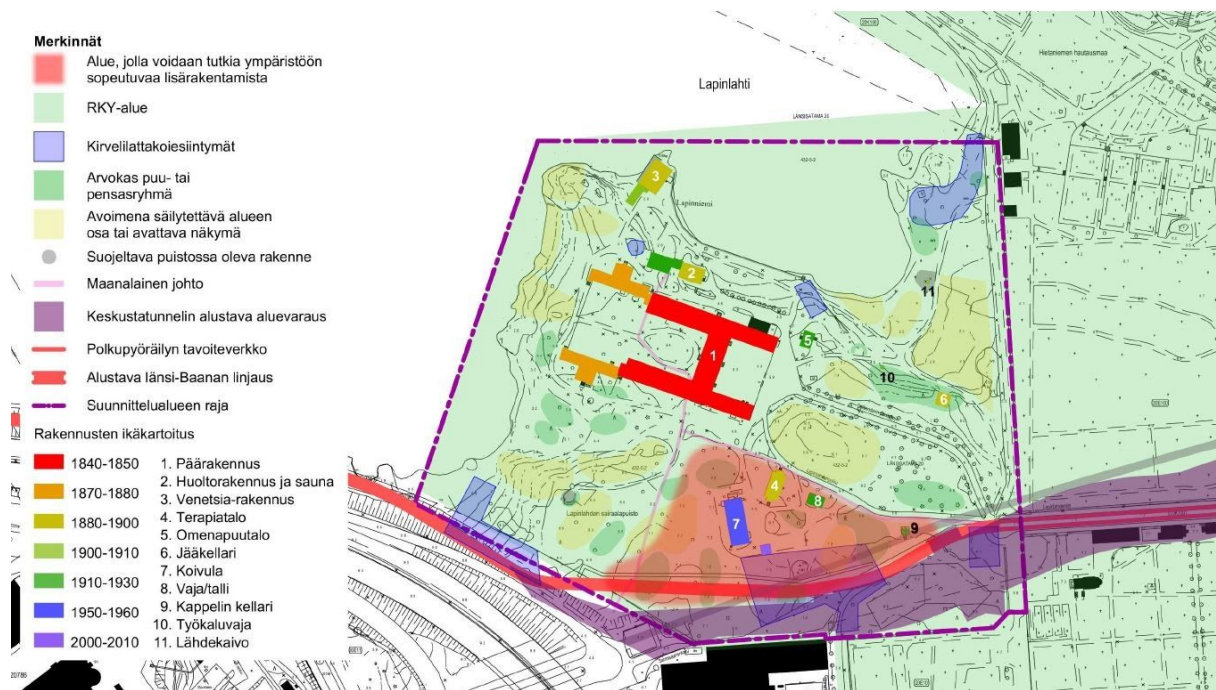 Merkinnät
Alue, jolla voidaan tutkia ympäristöön
sopeutuvaa lisärakentamista
RKY-alue
Kirvelilattakoiesiintymät
Arvokas puu- tai
pensasryhmä
Avoimena säilytettävä alueen
osa tai avattava näkymä
Suojeltava puistossa oleva rakenne
Maanalainen johto
Keskustatunnelin alustava aluevaraus
Polkupyöräilyn tavoiteverkko
Alustava länsi-Baanan linjaus
Suunnittelualueen raja
Rakennusten ikäkartoitus
1840-1850
1870-1880
1880-1900
1900-1910
1910-1930
1950-1960
2000-2010
1. Päärakennus
2. Huoltorakennus ja sauna
3. Venetsia-rakennus
4. Terapiatalo
5. Omenapuutalo
6. Jääkellari
7. Koivula
8. Vaja/talli
9. Kappelin kellari
10. Työkaluvaja
11. Lähdekaivo
Lapinlahti
Hietaniemen hautausmaa
LÄNSISATAMA 20
Lapinniemi
Lapinlahden sairaalapuisto
1
2
3
4
5
6
7
8
9
10
11
20786